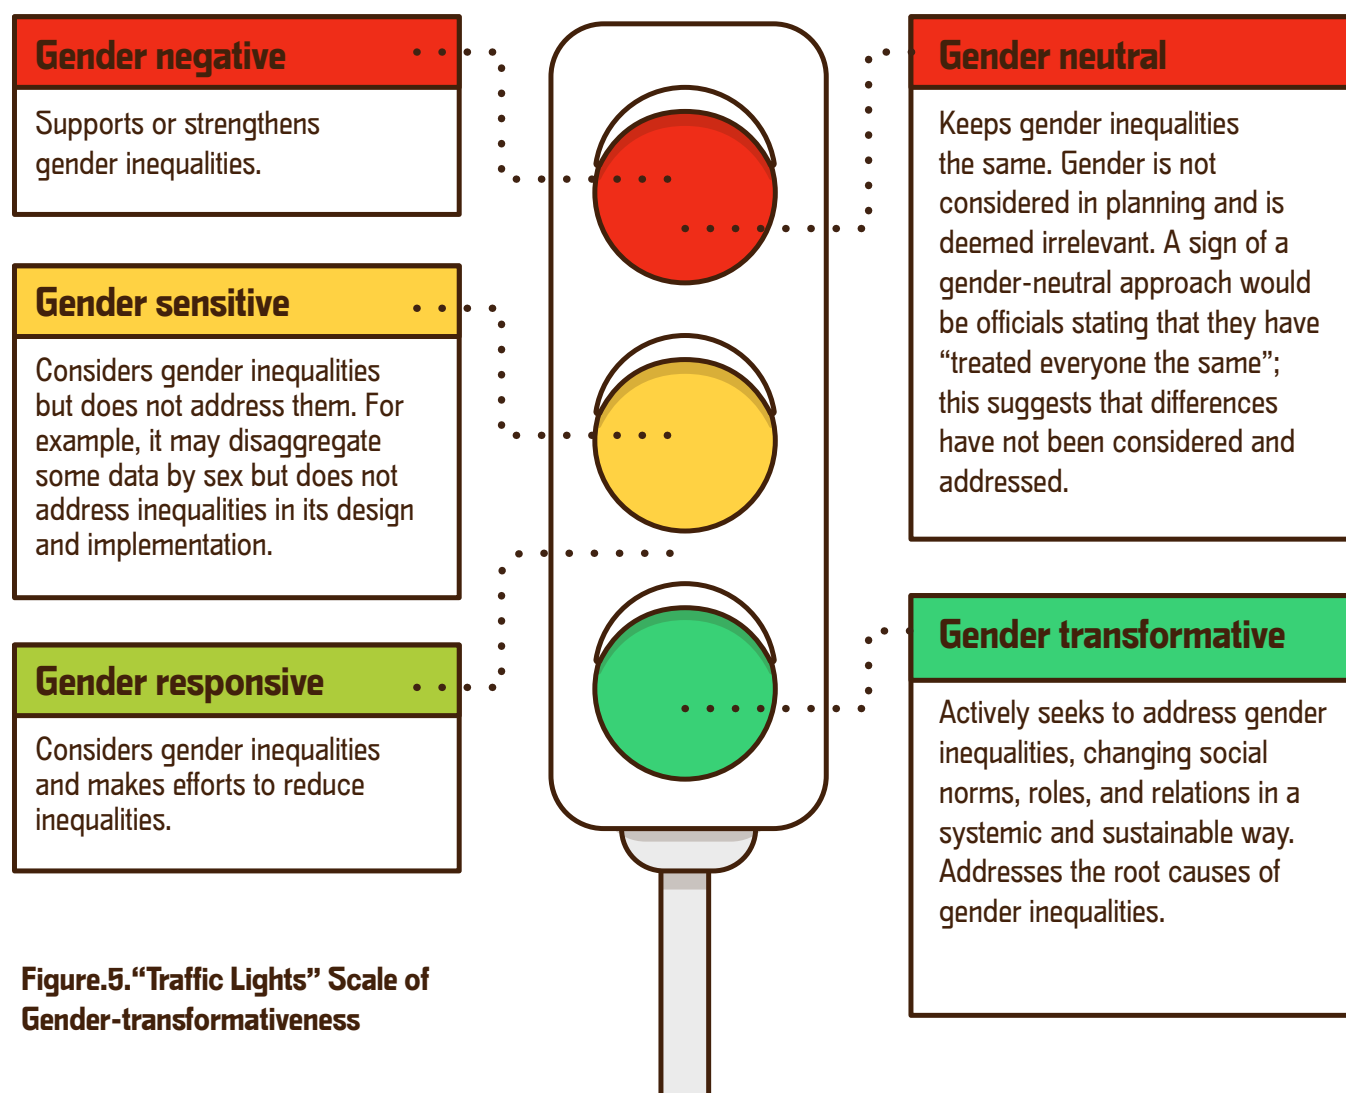 Gender negative
Supports or strengthens
gender inequalities.
Gender sensitive
Considers gender inequalities
but does not address them. For
example, it may disaggregate
some data by sex but does not
address inequalities in its design
and implementation.
Gender responsive
Considers gender inequalities
and makes efforts to reduce
inequalities.
Gender neutral
Keeps gender inequalities
the same. Gender is not
considered in planning and is
deemed irrelevant. A sign of a
gender-neutral approach would
be officials stating that they have
“treated everyone the same”;
this suggests that differences
have not been considered and
addressed.
Gender transformative
Actively seeks to address gender
inequalities, changing social
norms, roles, and relations in a
systemic and sustainable way.
Addresses the root causes of
gender inequalities.
Figure.5.“Traffic Lights” Scale of
Gender-transformativeness